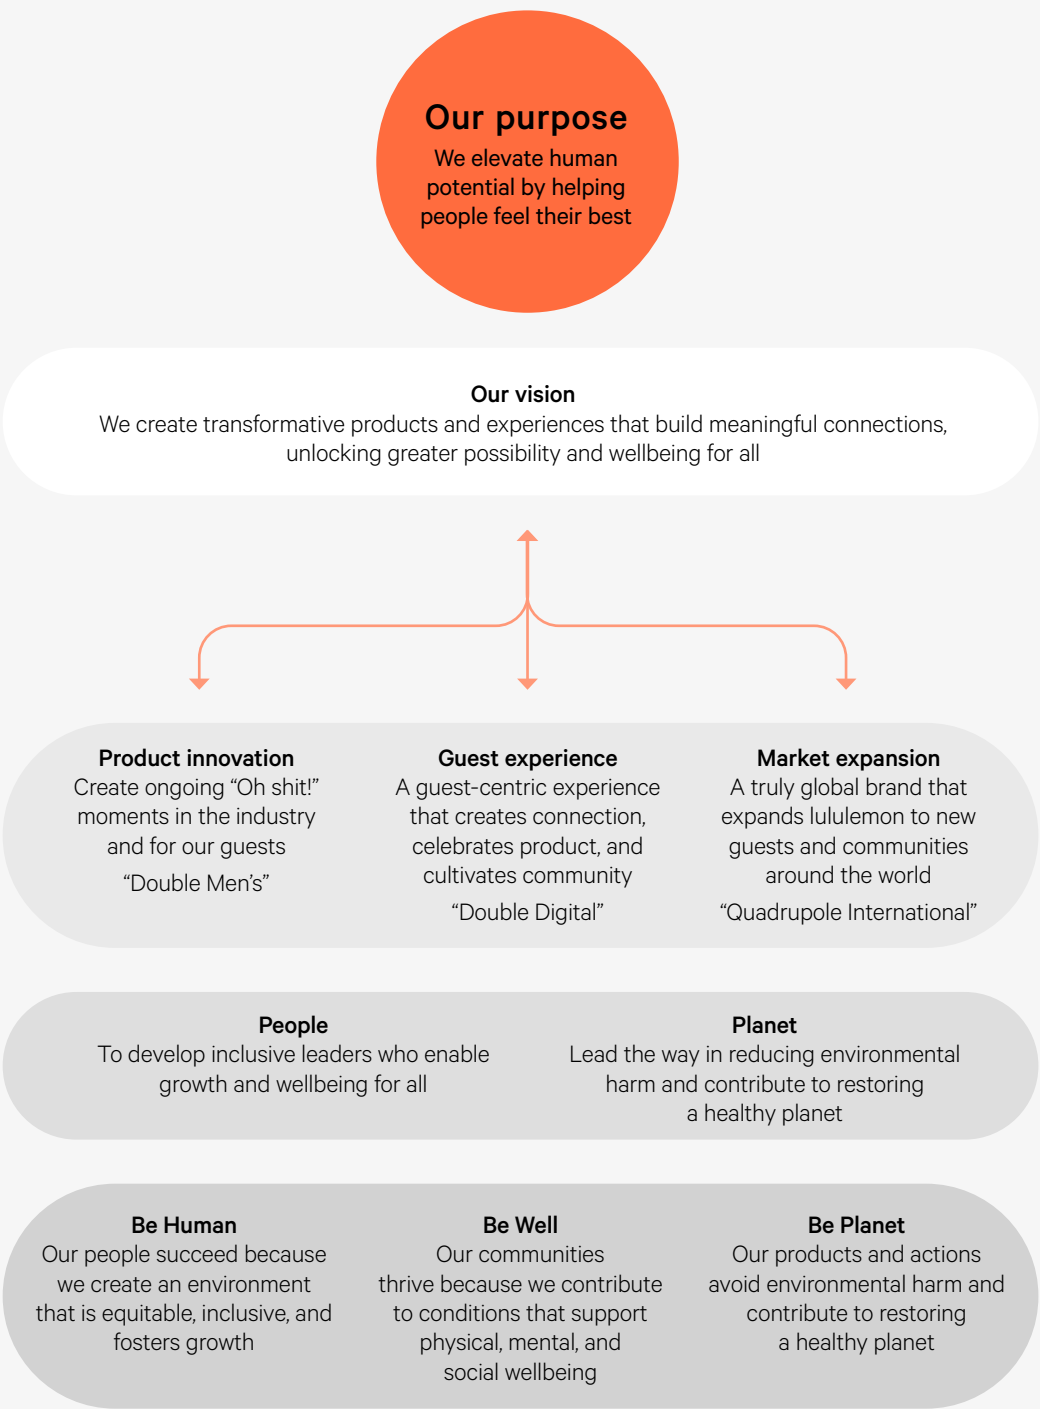 Our purpose
We elevate human
potential by helping
people feel their best
Our vision
We create transformative products and experiences that build meaningful connections,
unlocking greater possibility and wellbeing for all
Product innovation
Create ongoing “Oh shit!”
moments in the industry
and for our guests
“Double Men’s”
Guest experience
A guest-centric experience
that creates connection,
celebrates product, and
cultivates community
“Double Digital”
Market expansion
A truly global brand that
expands lululemon to new
guests and communities
around the world
“Quadrupole International”
People
To develop inclusive leaders who enable
growth and wellbeing for all
Planet
Lead the way in reducing environmental
harm and contribute to restoring
a healthy planet
Be Human
Our people succeed because
we create an environment
that is equitable, inclusive, and
fosters growth
Be Well
Our communities
thrive because we contribute
to conditions that support
physical, mental, and
social wellbeing
Be Planet
Our products and actions
avoid environmental harm and
contribute to restoring
a healthy planet